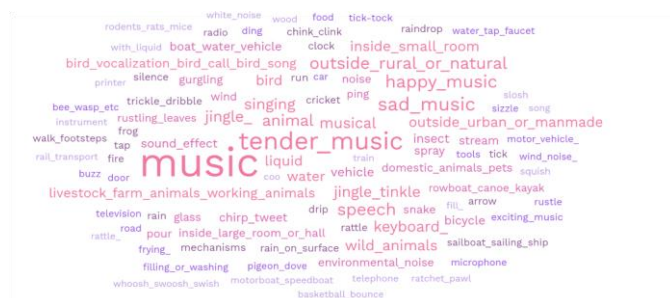 white_noise wood food tick-tock
rodents_rats_mice radio ding chink_clink raindrop water_tap_faucet
with_liquid boat_water_vehicle clock inside_small_room
bird_vocalization_bird_call_bird_song outside_rural_or_natural
printer silence gurgling bird run car noise happy_music slosh
bee_wasp_etc trickle_dribble wind singing cricket ping sad_music sizzle song
instrument rustling_leaves jingle_ animal musical outside_urban_or_manmade
walk_footsteps frog tap sound_effect tender_music insect stream motor_vehicle_
rail_transport fire music liquid train spray tools tick wind_noise_
buzz door coo water vehicle domestic_animals_pets squish
livestock_farm_animals_working_animals jingle_tinkle rowboat_canoe_kayak
television rain glass chirp_tweet drip speech snake fill_ arrow rustle
rattle_ road pour inside_large_room_or_hall rattle keyboard_ bicycle exciting_music
frying_ mechanisms rain_on_surface wild_animals sailboat_sailing_ship
filling_or_washing pigeon_dove environmental_noise microphone
whoosh_swoosh_swish motorboat_speedboat telephone ratchet_pawl
basketball_bounce